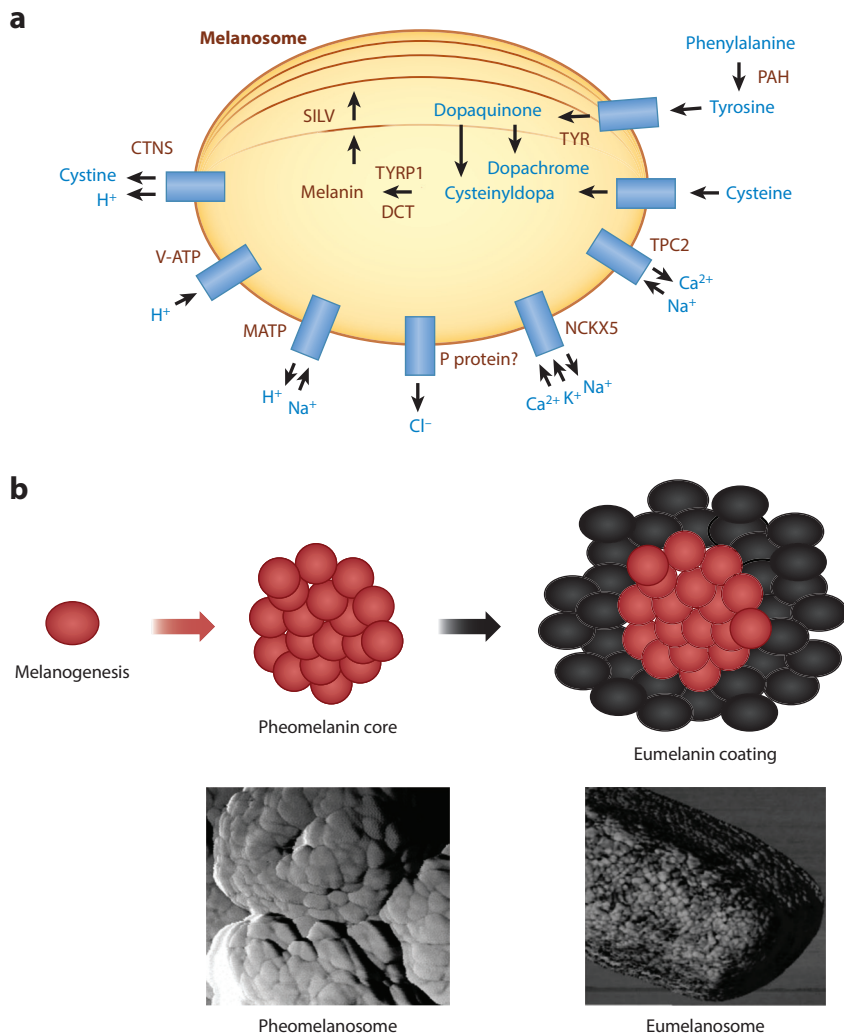 a
Melanosome
Phenylalanine
PAH
Tyrosine
Dopaquinone
TYR
SILV
CTNS
Cystine
H⁺
TYRP1
Dopachrome
Melanin
Cysteinyldopa
Cysteine
DCT
V-ATP
H⁺
TPC2
Ca²⁺
Na⁺
MATP
H⁺
Na⁺
P protein?
Cl⁻
NCKX5
Ca²⁺ K⁺ Na⁺
b
Melanogenesis
Pheomelanin core
Eumelanin coating
Pheomelanosome
Eumelanosome